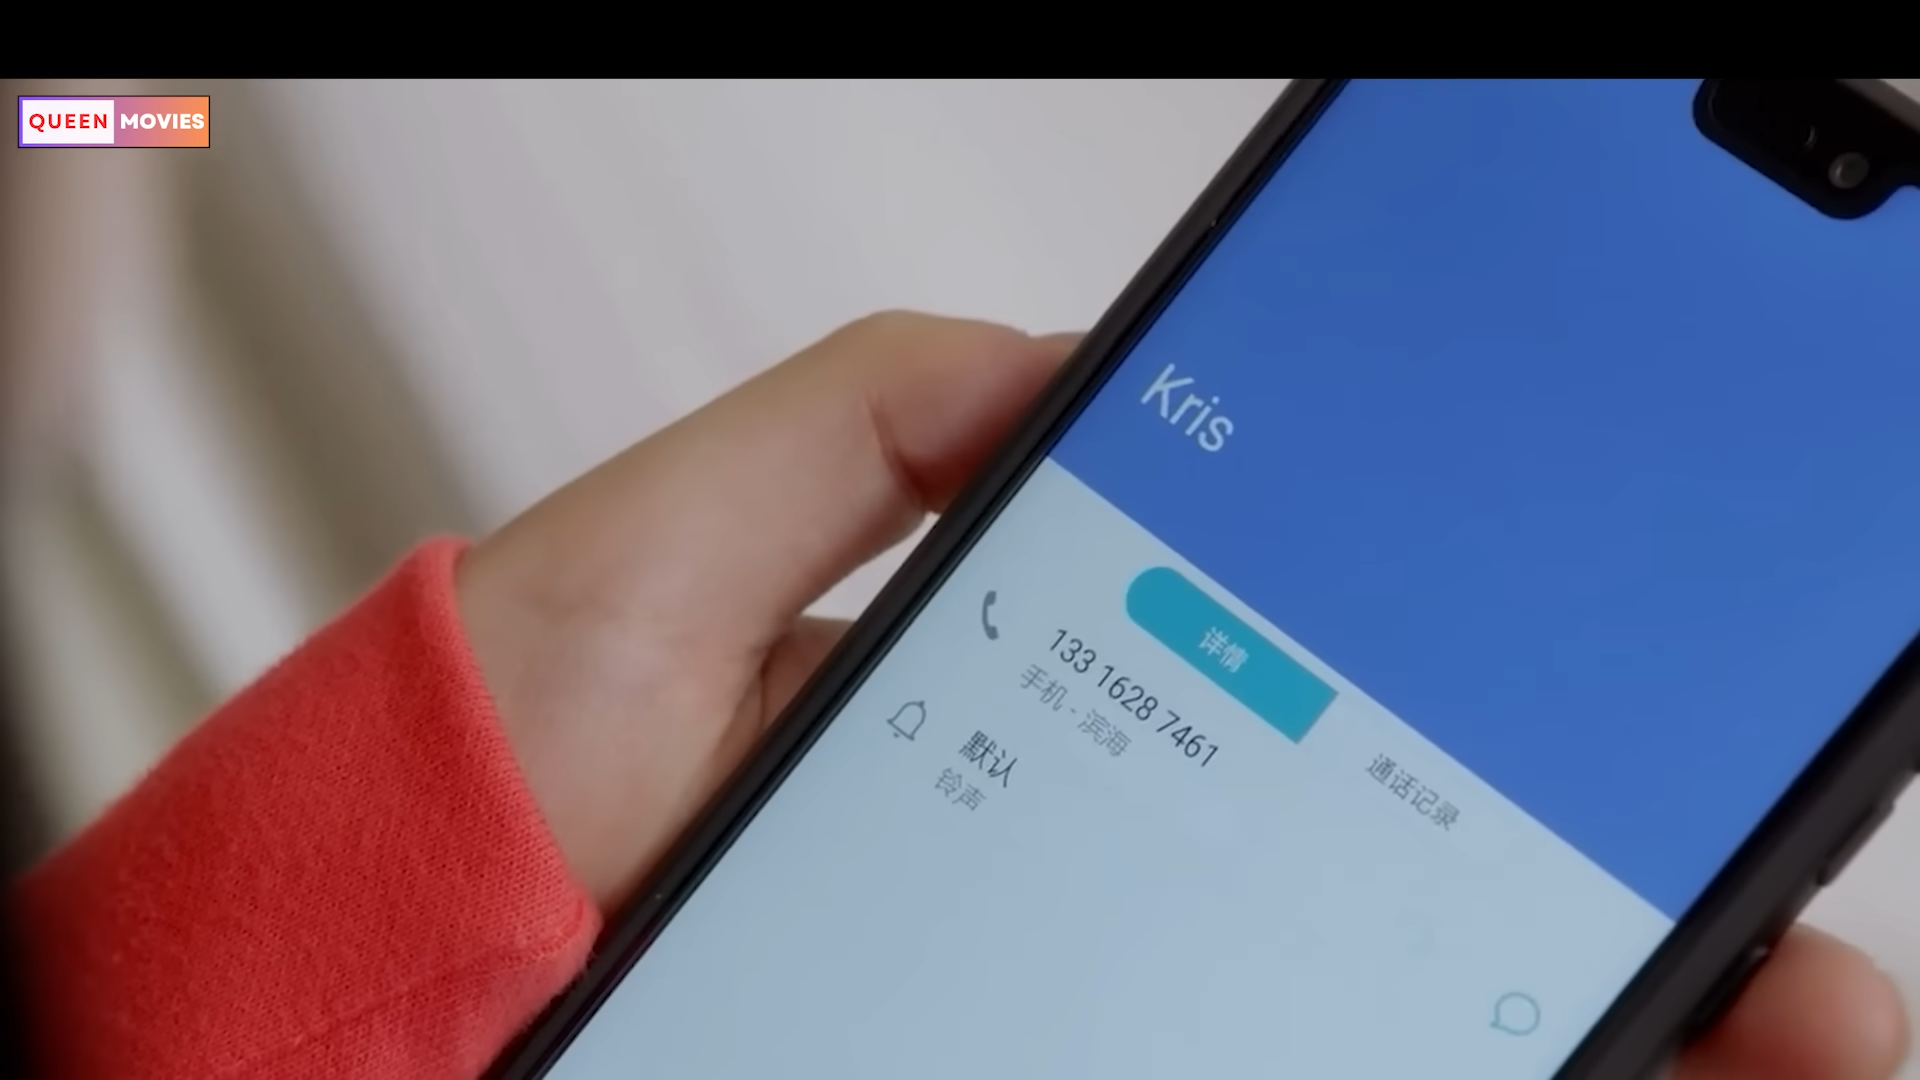 QUEEN MOVIES
Kris
详情
通话记录
133 1628 7461
手机 - 滨海
默认
铃声